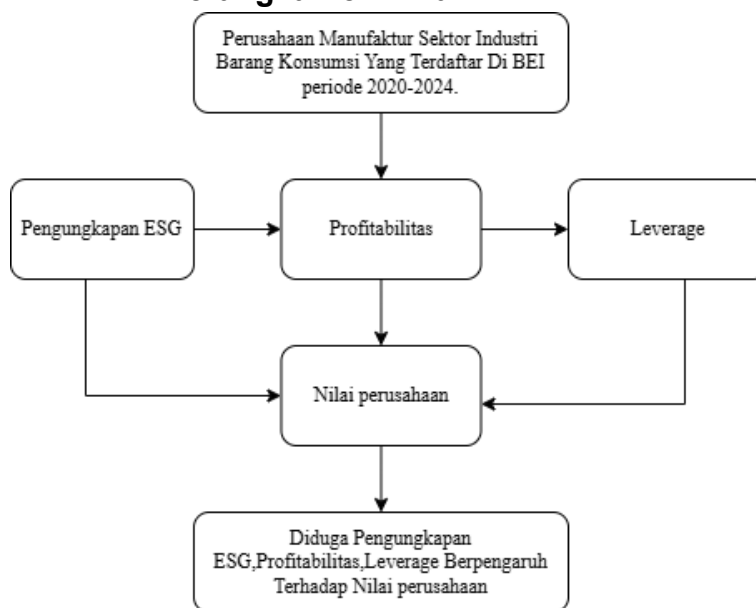 Perusahaan Manufaktur Sektor Industri
Barang Konsumsi Yang Terdaftar Di BEI
periode 2020-2024.
Pengungkapan ESG
Profitabilitas
Leverage
Nilai perusahaan
Diduga Pengungkapan
ESG,Profitabilitas,Leverage Berpengaruh
Terhadap Nilai perusahaan